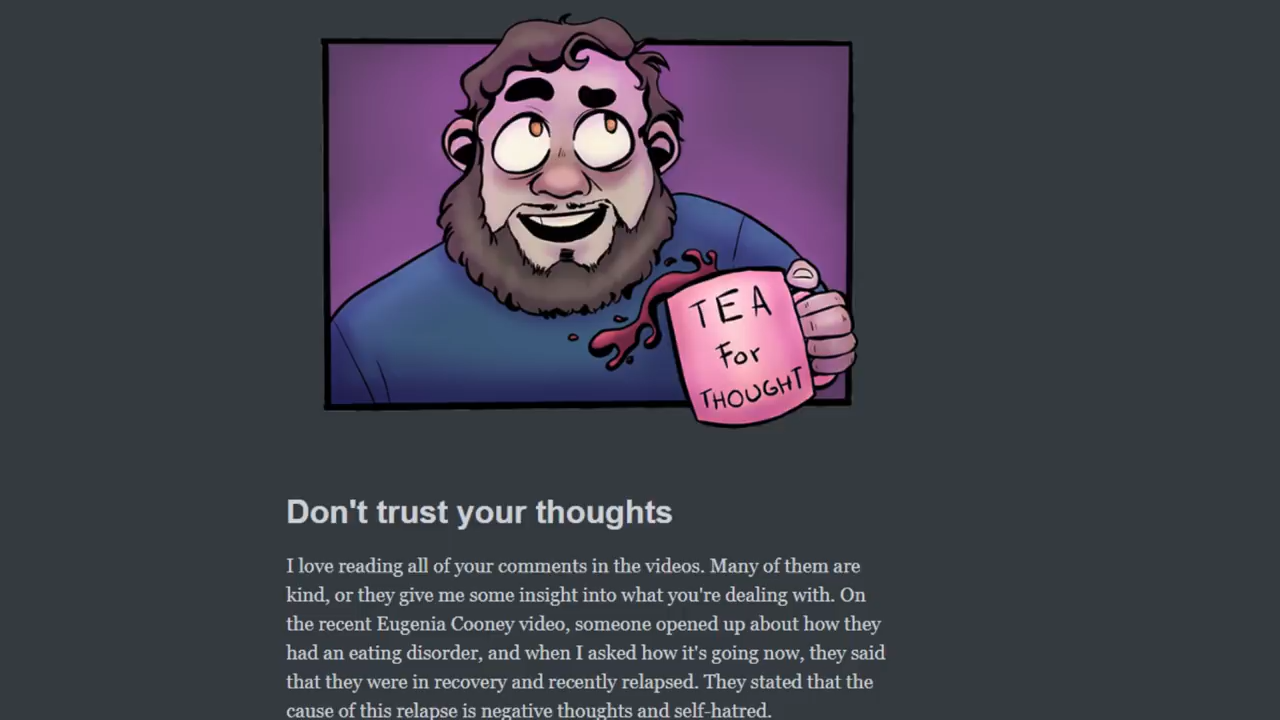 TEA
For
THOUGHT
Don't trust your thoughts
I love reading all of your comments in the videos. Many of them are
kind, or they give me some insight into what you're dealing with. On
the recent Eugenia Cooney video, someone opened up about how they
had an eating disorder, and when I asked how it's going now, they said
that they were in recovery and recently relapsed. They stated that the
cause of this relapse is negative thoughts and self-hatred.